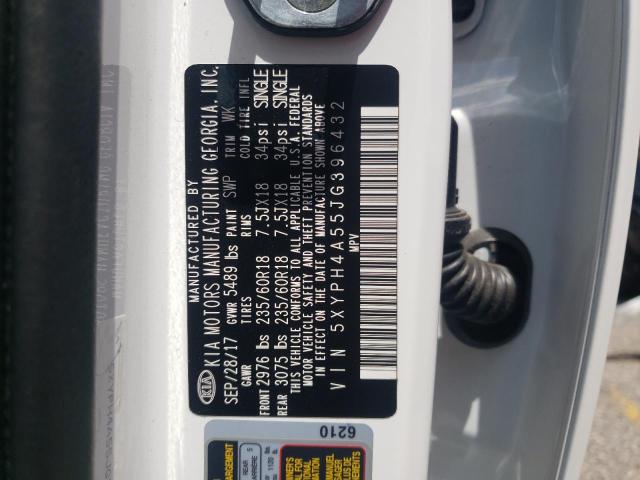 MANUFACTURED BY
KIA MOTORS MANUFACTURING GEORGIA, INC.
KIA
SEP/28/17 GVWR 5489 lbs PAINT SWP TRIM WK
GAWR TIRES RIMS COLD TIRE INFL
FRONT 2976 lbs 235/60R18 7.5JX18 34psi SINGLE
REAR 3075 lbs 235/60R18 7.5JX18 34psi SINGLE
THIS VEHICLE CONFORMS TO ALL APPLICABLE U.S.A. FEDERAL
MOTOR VEHICLE SAFETY AND THEFT PREVENTION STANDARDS
IN EFFECT ON THE DATE OF MANUFACTURE SHOWN ABOVE
VIN 5XYPH4A55JG396432
MPV
6210
REAR 5